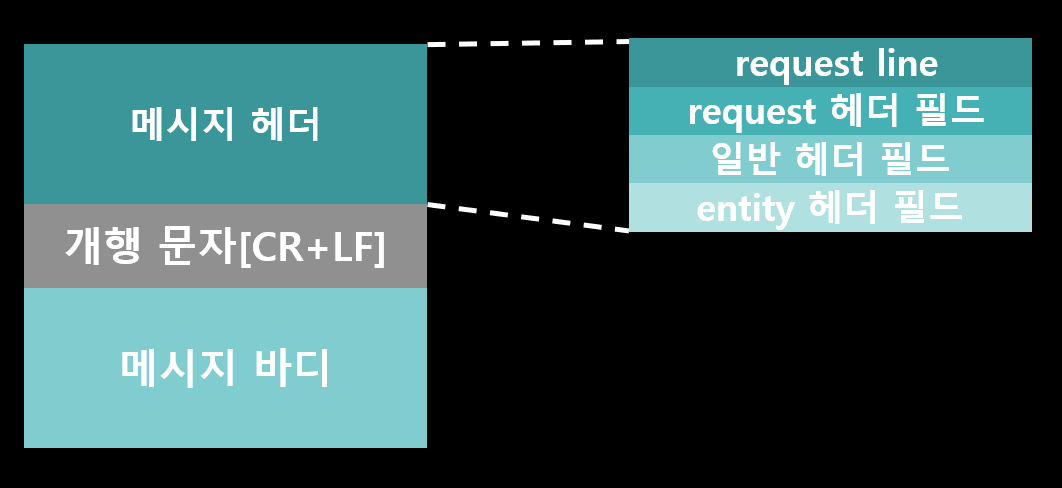 메시지 헤더
개행 문자[CR+LF]
메시지 바디
request line
request 헤더 필드
일반 헤더 필드
entity 헤더 필드